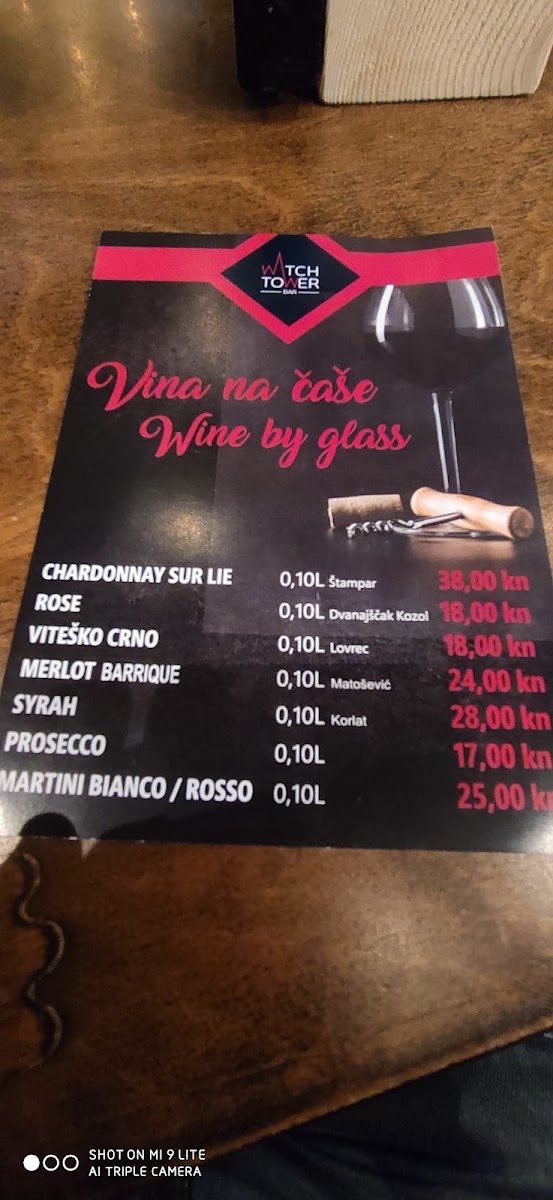 WATCH
TOWER
BAR
Vina na čaše
Wine by glass
CHARDONNAY SUR LIE 0,10L Štampar 38,00 kn
ROSE 0,10L Dvanajščak Kozol 18,00 kn
VITEŠKO CRNO 0,10L Lovrec 18,00 kn
MERLOT BARRIQUE 0,10L Matošević 24,00 kn
SYRAH 0,10L Korlat 28,00 kn
PROSECCO 0,10L 17,00 kn
MARTINI BIANCO / ROSSO 0,10L 25,00 kn
SHOT ON MI 9 LITE
AI TRIPLE CAMERA